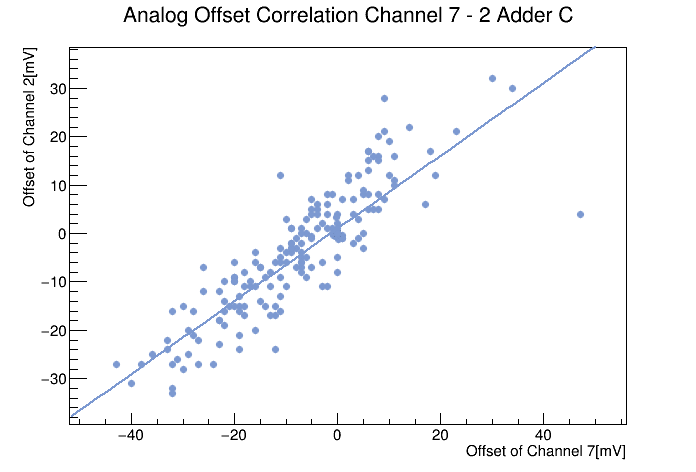 Analog Offset Correlation Channel 7 - 2 Adder C
Offset of Channel 2[mV]
30
20
10
0
−10
−20
−30
−40 −20 0 20 40
Offset of Channel 7[mV]